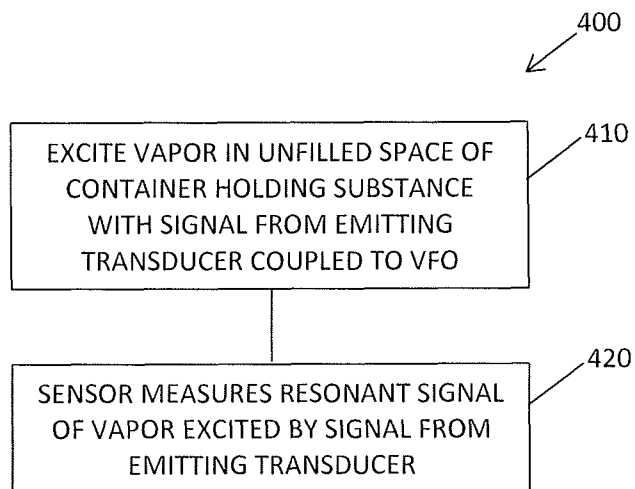 400
410
EXCITE VAPOR IN UNFILLED SPACE OF
CONTAINER HOLDING SUBSTANCE
WITH SIGNAL FROM EMITTING
TRANSDUCER COUPLED TO VFO
420
SENSOR MEASURES RESONANT SIGNAL
OF VAPOR EXCITED BY SIGNAL FROM
EMITTING TRANSDUCER